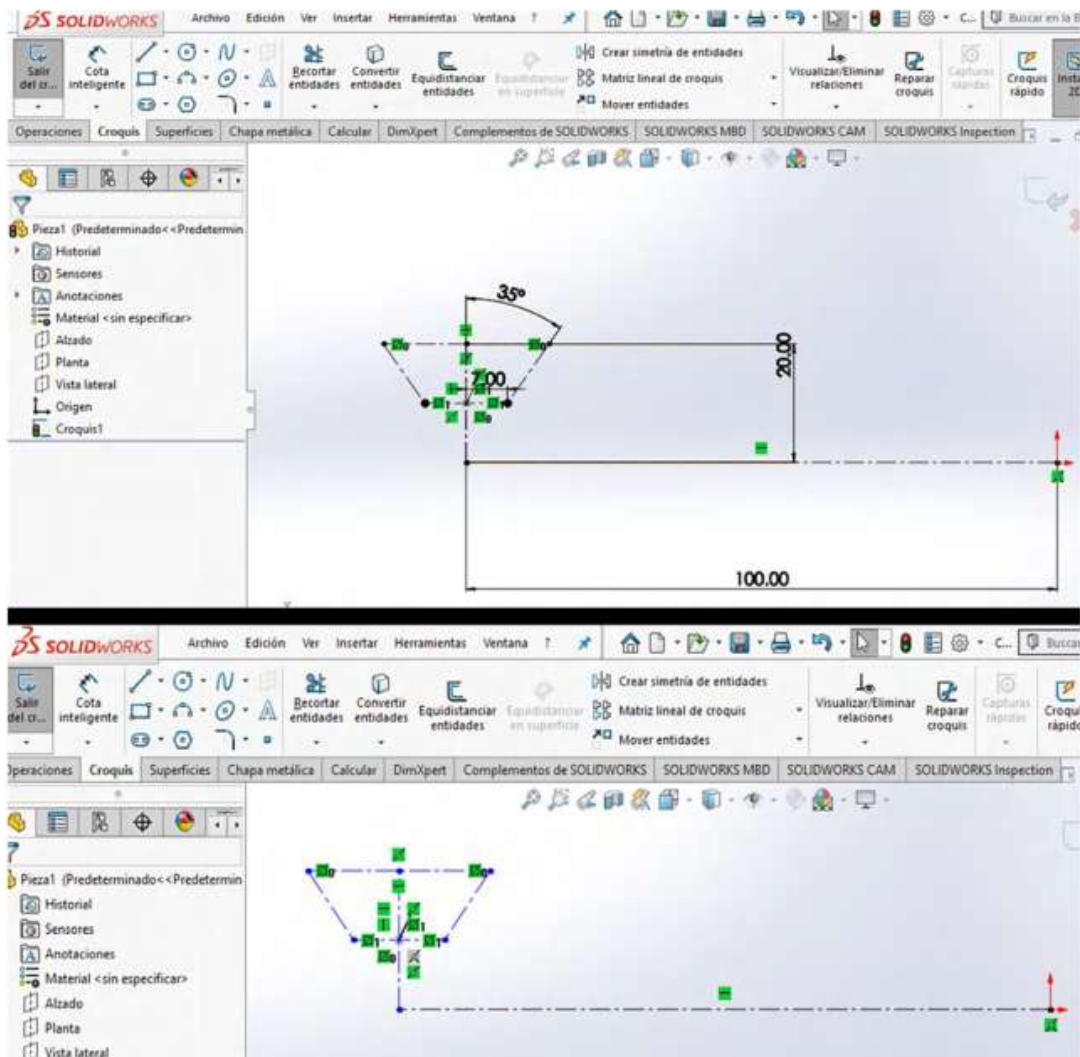 SOLIDWORKS Archivo Edición Ver Insertar Herramientas Ventana ? C... Buscar en la B
Salir del cr... Cota inteligente Recortar entidades Convertir entidades Equidistanciar entidades Equidistanciar en superficie Crear simetría de entidades Matriz lineal de croquis Mover entidades Visualizar/Eliminar relaciones Reparar croquis Capturas rápidas Croquis rápido Insta 2D
Operaciones Croquis Superficies Chapa metálica Calcular DimXpert Complementos de SOLIDWORKS SOLIDWORKS MBD SOLIDWORKS CAM SOLIDWORKS Inspection
Pieza1 (Predeterminado<<Predetermin
Historial
Sensores
Anotaciones
Material <sin especificar>
Alzado
Planta
Vista lateral
Origen
Croquis1
35°
7.00
20.00
100.00
SOLIDWORKS Archivo Edición Ver Insertar Herramientas Ventana ? C... Buscar
Salir del cr... Cota inteligente Recortar entidades Convertir entidades Equidistanciar entidades Equidistanciar en superficie Crear simetría de entidades Matriz lineal de croquis Mover entidades Visualizar/Eliminar relaciones Reparar croquis Capturas rápidas Croqui rápido
Operaciones Croquis Superficies Chapa metálica Calcular DimXpert Complementos de SOLIDWORKS SOLIDWORKS MBD SOLIDWORKS CAM SOLIDWORKS Inspection
Pieza1 (Predeterminado<<Predetermin
Historial
Sensores
Anotaciones
Material <sin especificar>
Alzado
Planta
Vista lateral